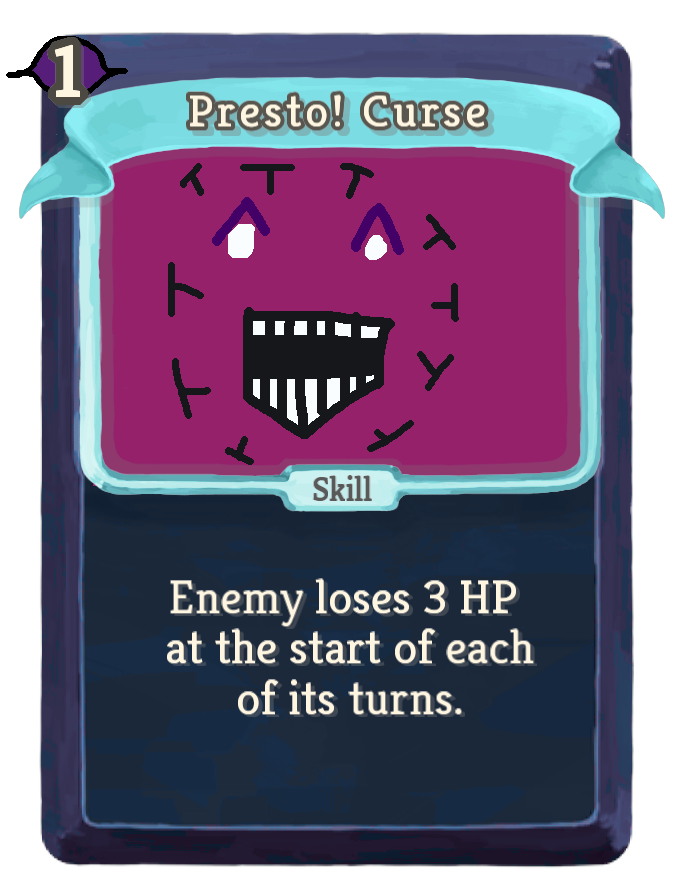 1
Presto! Curse
Skill
Enemy loses 3 HP
at the start of each
of its turns.